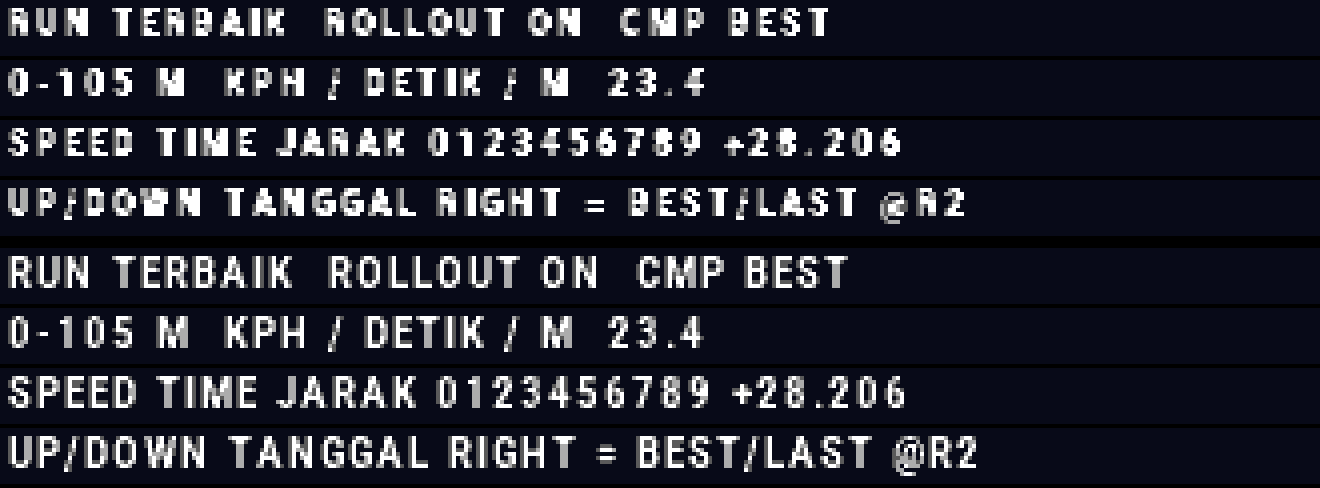 RUN TERBAIK  ROLLOUT ON  CMP BEST
0-105 M  KPH / DETIK / M  23.4
SPEED TIME JARAK 0123456789 +28.206
UP/DOWN TANGGAL RIGHT = BEST/LAST @R2
RUN TERBAIK  ROLLOUT ON  CMP BEST
0-105 M  KPH / DETIK / M  23.4
SPEED TIME JARAK 0123456789 +28.206
UP/DOWN TANGGAL RIGHT = BEST/LAST @R2